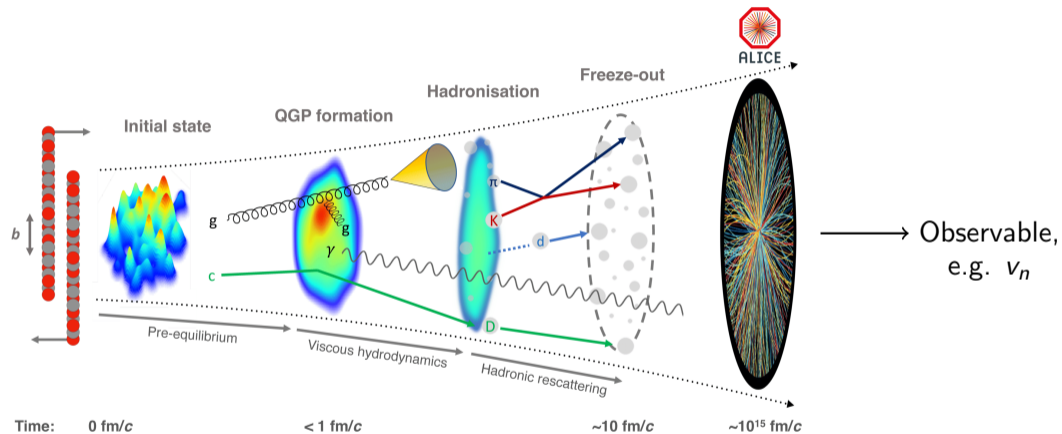 ALICE
Freeze-out
Hadronisation
QGP formation
Initial state
π
g
K
g
b
d
γ
c
D
Observable,
e.g. vₙ
Pre-equilibrium
Viscous hydrodynamics
Hadronic rescattering
Time: 0 fm/c < 1 fm/c ~10 fm/c ~10¹⁵ fm/c